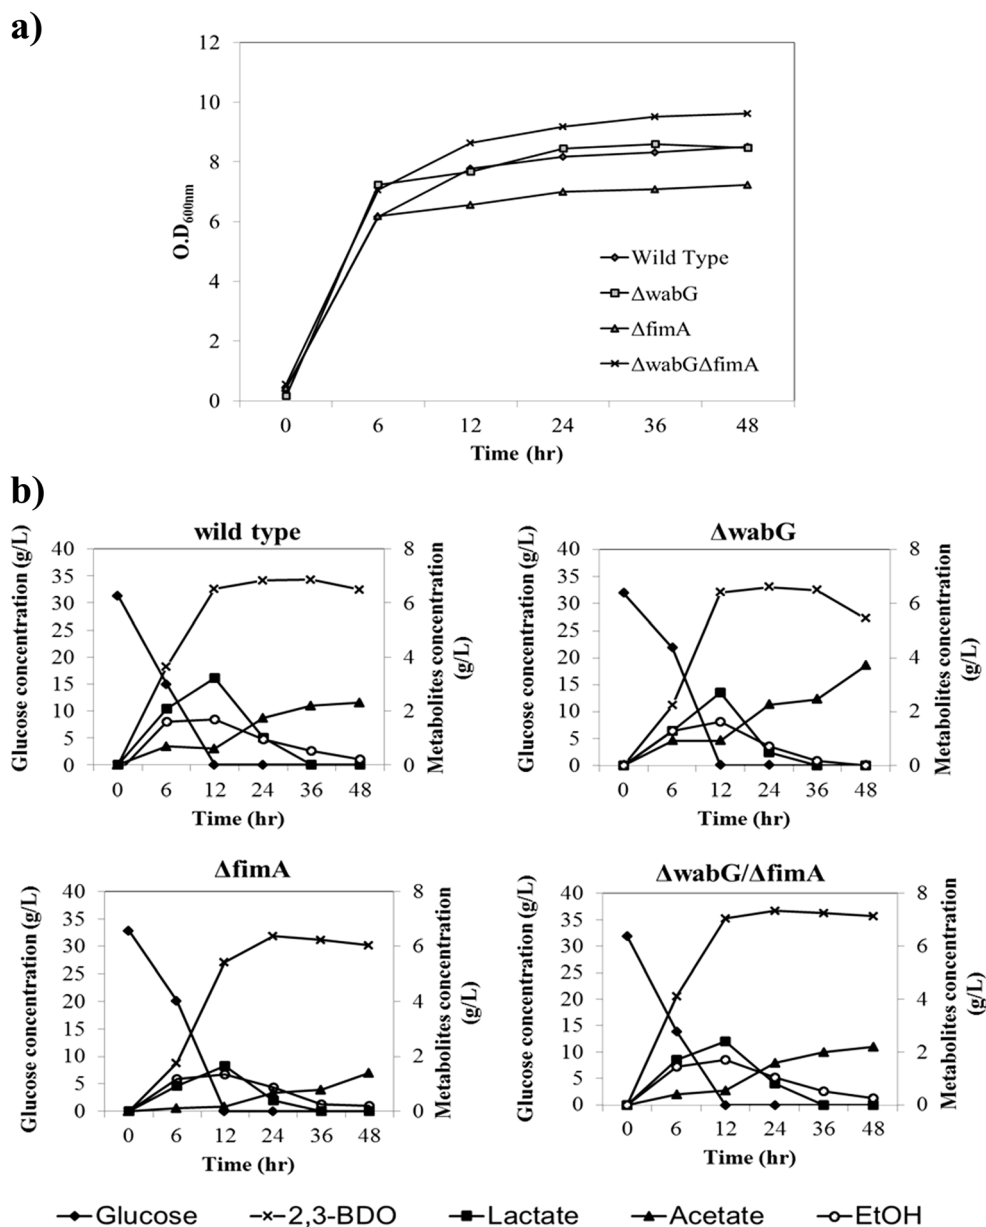 a)
12
10
8
6
4
2
0
O.D600nm
Wild Type
ΔwabG
ΔfimA
ΔwabGΔfimA
0 6 12 24 36 48
Time (hr)
b)
wild type
Glucose concentration (g/L)
40
35
30
25
20
15
10
5
0
8
6
4
2
0
Metabolites concentration
(g/L)
0 6 12 24 36 48
Time (hr)
ΔwabG
Glucose concentration (g/L)
40
35
30
25
20
15
10
5
0
8
6
4
2
0
Metabolites concentration
(g/L)
0 6 12 24 36 48
Time (hr)
ΔfimA
Glucose concentration (g/L)
40
35
30
25
20
15
10
5
0
8
6
4
2
0
Metabolites concentration
(g/L)
0 6 12 24 36 48
Time (hr)
ΔwabG/ΔfimA
Glucose concentration (g/L)
40
35
30
25
20
15
10
5
0
8
6
4
2
0
Metabolites concentration
(g/L)
0 6 12 24 36 48
Time (hr)
Glucose 2,3-BDO Lactate Acetate EtOH